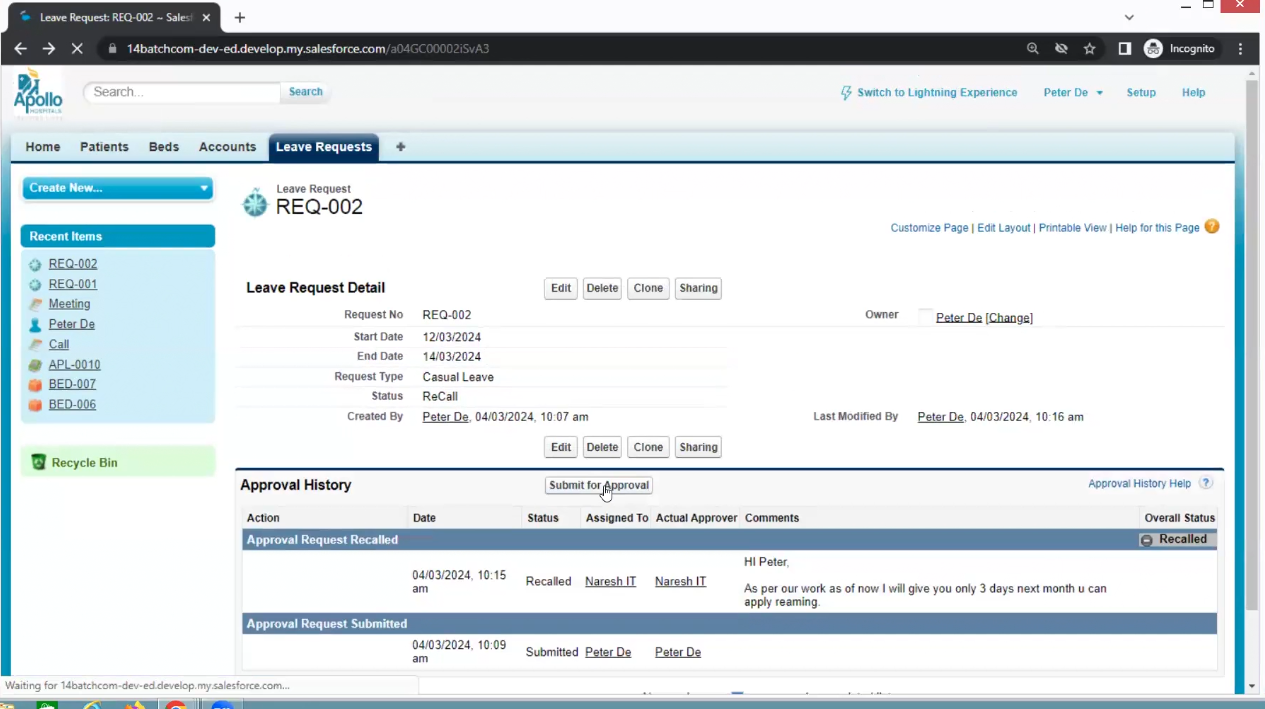 Leave Request: REQ-002 ~ Salesf
14batchcom-dev-ed.develop.my.salesforce.com/a04GC00002iSvA3
Incognito
Apollo
HOSPITALS
Search...
Search
Switch to Lightning Experience
Peter De
Setup
Help
Home
Patients
Beds
Accounts
Leave Requests
Create New...
Recent Items
REQ-002
REQ-001
Meeting
Peter De
Call
APL-0010
BED-007
BED-006
Recycle Bin
Leave Request
REQ-002
Customize Page | Edit Layout | Printable View | Help for this Page
Leave Request Detail
Edit Delete Clone Sharing
Request No REQ-002
Owner Peter De [Change]
Start Date 12/03/2024
End Date 14/03/2024
Request Type Casual Leave
Status ReCall
Created By Peter De, 04/03/2024, 10:07 am
Last Modified By Peter De, 04/03/2024, 10:16 am
Edit Delete Clone Sharing
Approval History
Submit for Approval
Approval History Help ?
Action Date Status Assigned To Actual Approver Comments Overall Status
Approval Request Recalled
Recalled
04/03/2024, 10:15
am
Recalled Naresh IT Naresh IT
HI Peter,
As per our work as of now I will give you only 3 days next month u can
apply reaming.
Approval Request Submitted
04/03/2024, 10:09
am
Submitted Peter De Peter De
Waiting for 14batchcom-dev-ed.develop.my.salesforce.com...